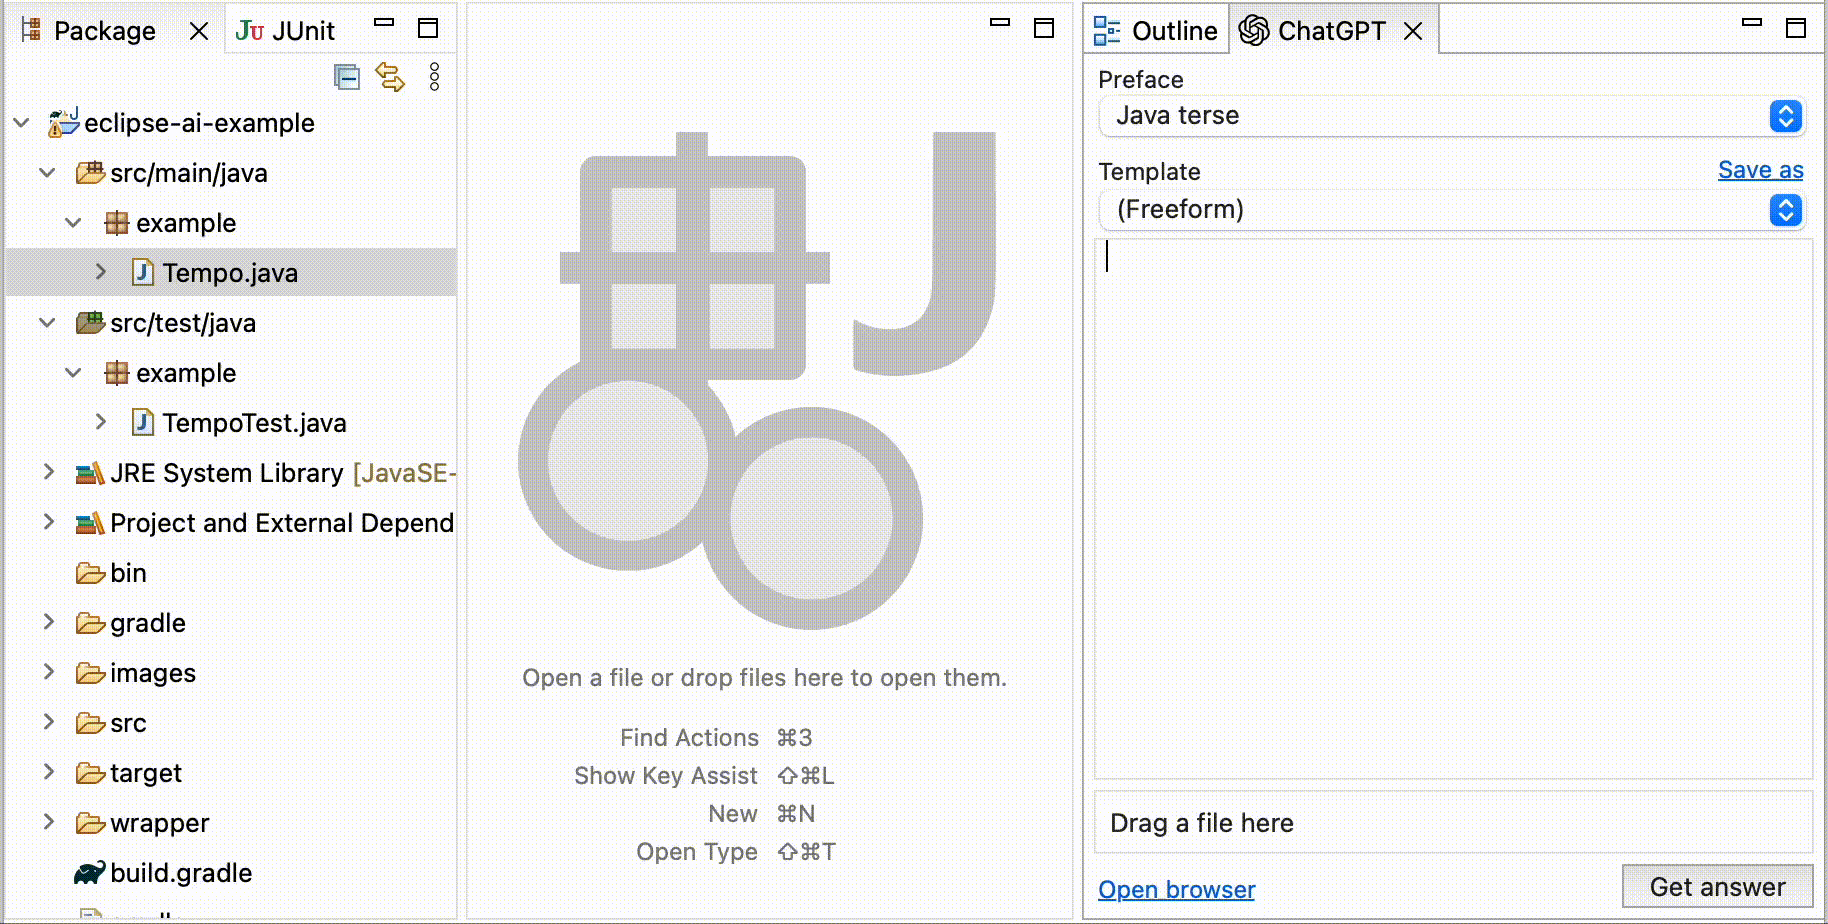 Package
JUnit
eclipse-ai-example
src/main/java
example
Tempo.java
src/test/java
example
TempoTest.java
JRE System Library [JavaSE-
Project and External Depend
bin
gradle
images
src
target
wrapper
build.gradle
Open a file or drop files here to open them.
Find Actions ⌘3
Show Key Assist ⇧⌘L
New ⌘N
Open Type ⇧⌘T
Outline
ChatGPT
Preface
Java terse
Template
Save as
(Freeform)
Drag a file here
Open browser
Get answer